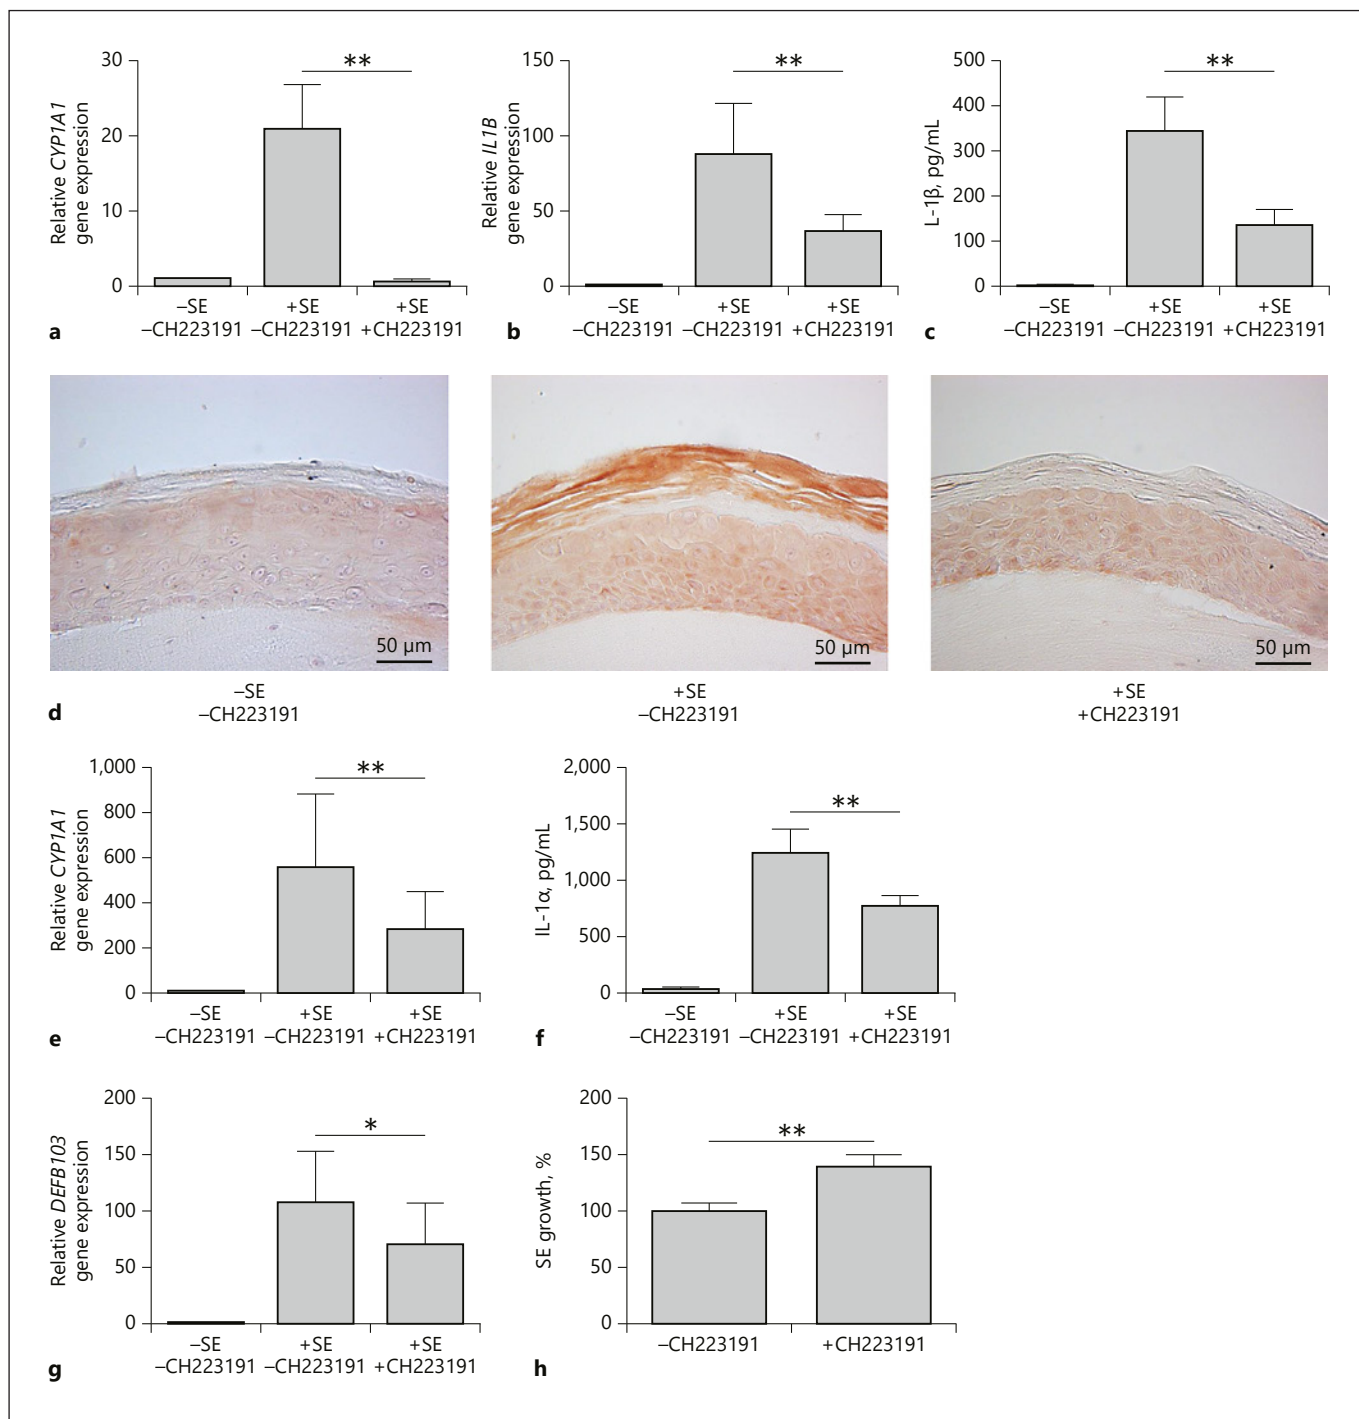 30
20
10
0
Relative CYP1A1
gene expression
**
–SE
–CH223191
+SE
–CH223191
+SE
+CH223191
a
150
100
50
0
Relative IL1B
gene expression
**
–SE
–CH223191
+SE
–CH223191
+SE
+CH223191
b
500
400
300
200
100
0
L-1β, pg/mL
**
–SE
–CH223191
+SE
–CH223191
+SE
+CH223191
c
50 µm
50 µm
50 µm
–SE
–CH223191
+SE
–CH223191
+SE
+CH223191
d
1,000
800
600
400
200
0
Relative CYP1A1
gene expression
**
–SE
–CH223191
+SE
–CH223191
+SE
+CH223191
e
2,000
1,500
1,000
500
0
IL-1α, pg/mL
**
–SE
–CH223191
+SE
–CH223191
+SE
+CH223191
f
200
150
100
50
0
Relative DEFB103
gene expression
*
–SE
–CH223191
+SE
–CH223191
+SE
+CH223191
g
200
150
100
50
0
SE growth, %
**
–CH223191
+CH223191
h